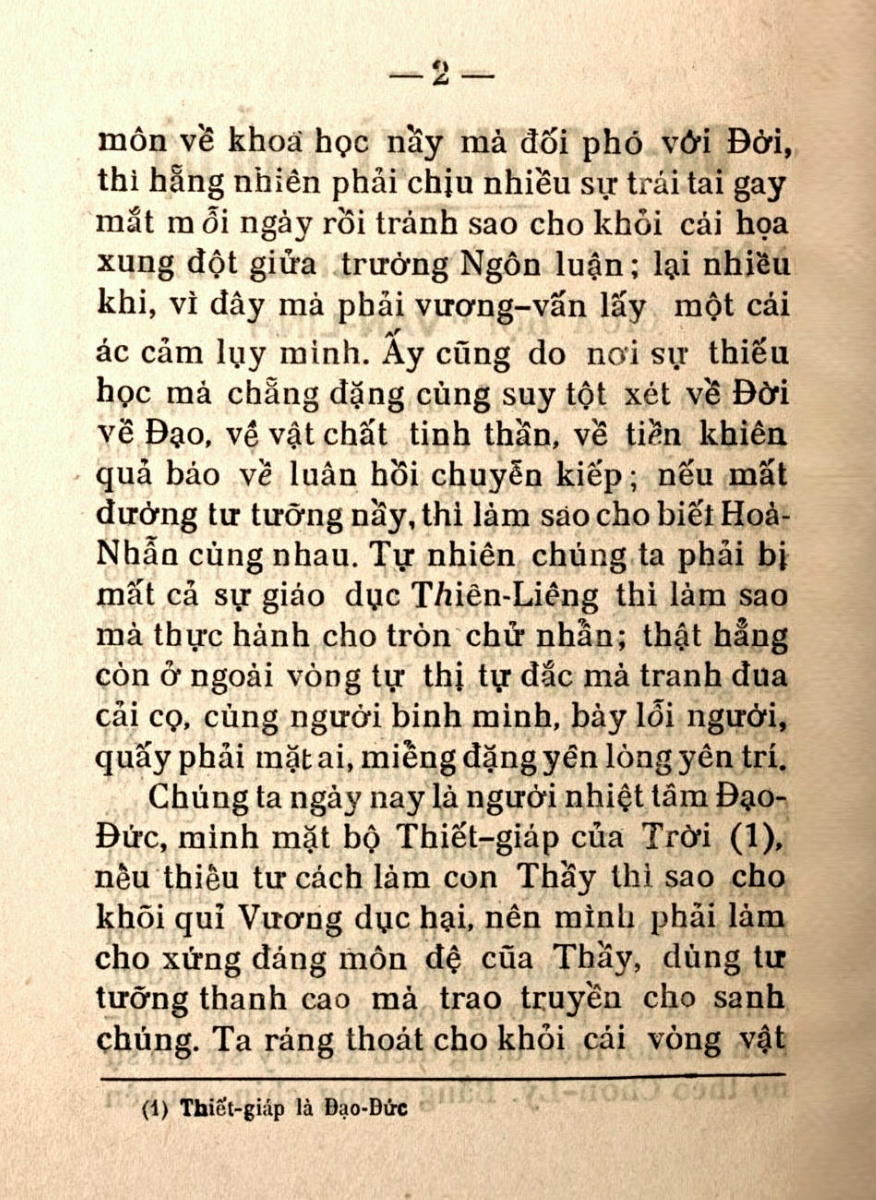 — 2 —
môn về khoa học nầy mà đối phó với Đời,
thì hẵng nhiên phải chịu nhiều sự trái tai gay
mắt mỗi ngày rồi tránh sao cho khỏi cái họa
xung đột giửa trường Ngôn luận; lại nhiều
khi, vì đây mà phải vương-vấn lấy một cái
ác cảm lụy mình. Ấy cũng do nơi sự thiếu
học mà chẳng đặng cùng suy tột xét về Đời
về Đạo, về vật chất tinh thần, về tiền khiên
quả báo về luân hồi chuyễn kiếp; nếu mất
đường tư tưỡng nầy, thì làm sao cho biết Hoà-
Nhẫn cùng nhau. Tự nhiên chúng ta phải bị
mất cả sự giáo dục Thiên-Liêng thì làm sao
mà thực hành cho tròn chử nhẫn; thật hẳng
còn ở ngoài vòng tự thị tự đắc mà tranh đua
cải cọ, cùng người binh mình, bày lỗi người,
quấy phải mặt ai, miễng đặng yên lòng yên trí.
Chúng ta ngày nay là người nhiệt tâm Đạo-
Đức, mình mặt bộ Thiết-giáp của Trời (1),
nếu thiếu tư cách làm con Thầy thì sao cho
khõi quỉ Vương dục hại, nên mình phải làm
cho xứng đáng môn đệ cũa Thầy, dùng tư
tưỡng thanh cao mà trao truyền cho sanh
chúng. Ta ráng thoát cho khỏi cái vòng vật
(1) Thiết-giáp là Đạo-Đức